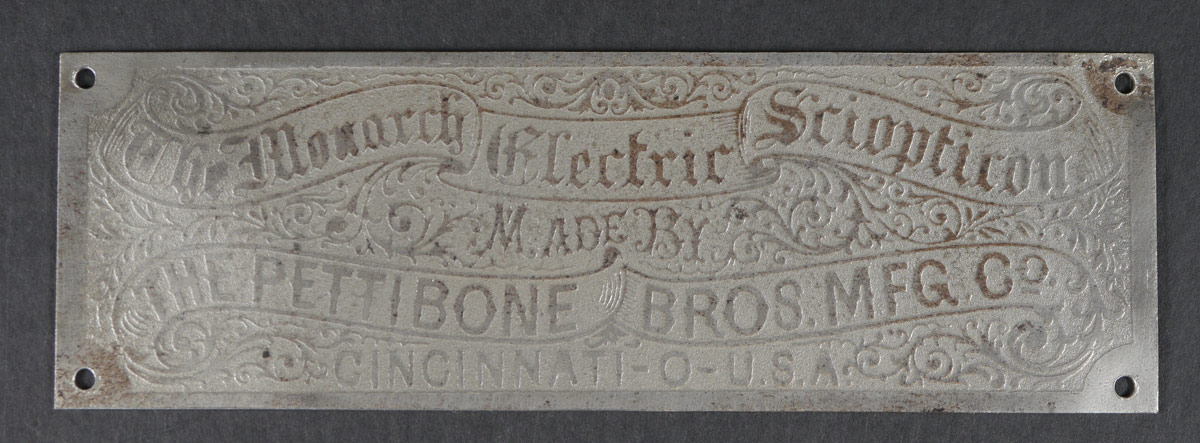 The Monarch Electric Sciopticon
MADE BY
THE PETTIBONE BROS. MFG. CO.
CINCINNATI-O-U.S.A.